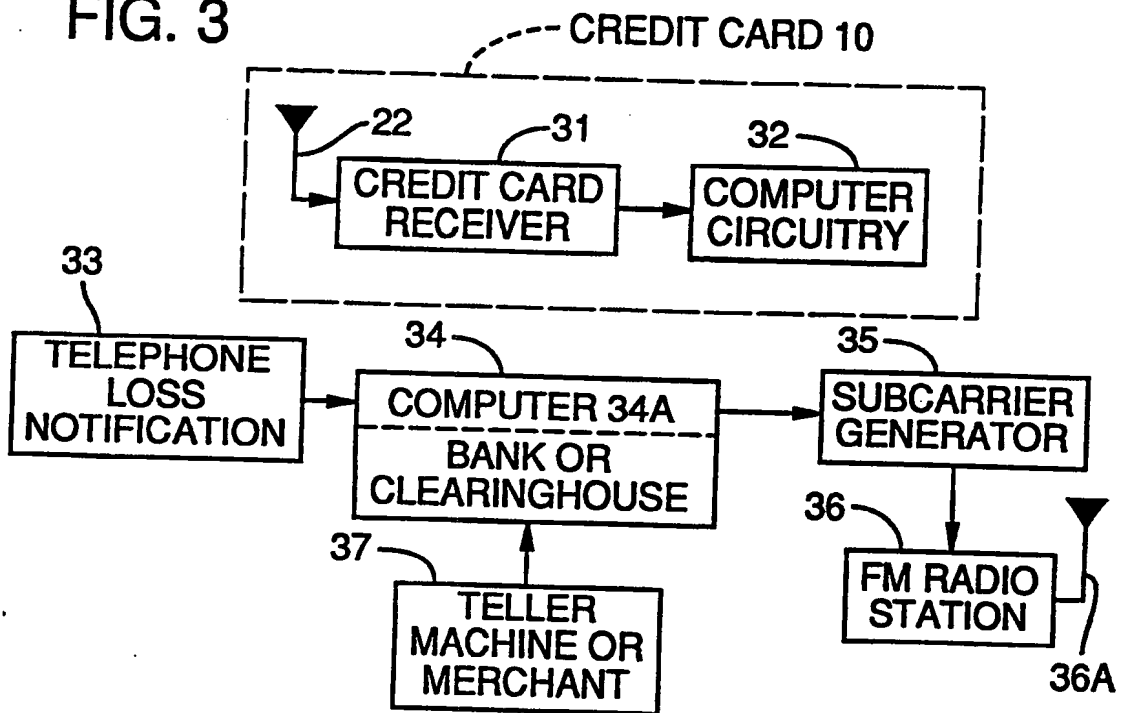 FIG. 3
CREDIT CARD 10
22
31
32
CREDIT CARD
RECEIVER
COMPUTER
CIRCUITRY
33
TELEPHONE
LOSS
NOTIFICATION
34
COMPUTER 34A
BANK OR
CLEARINGHOUSE
35
SUBCARRIER
GENERATOR
36
FM RADIO
STATION
36A
37
TELLER
MACHINE OR
MERCHANT